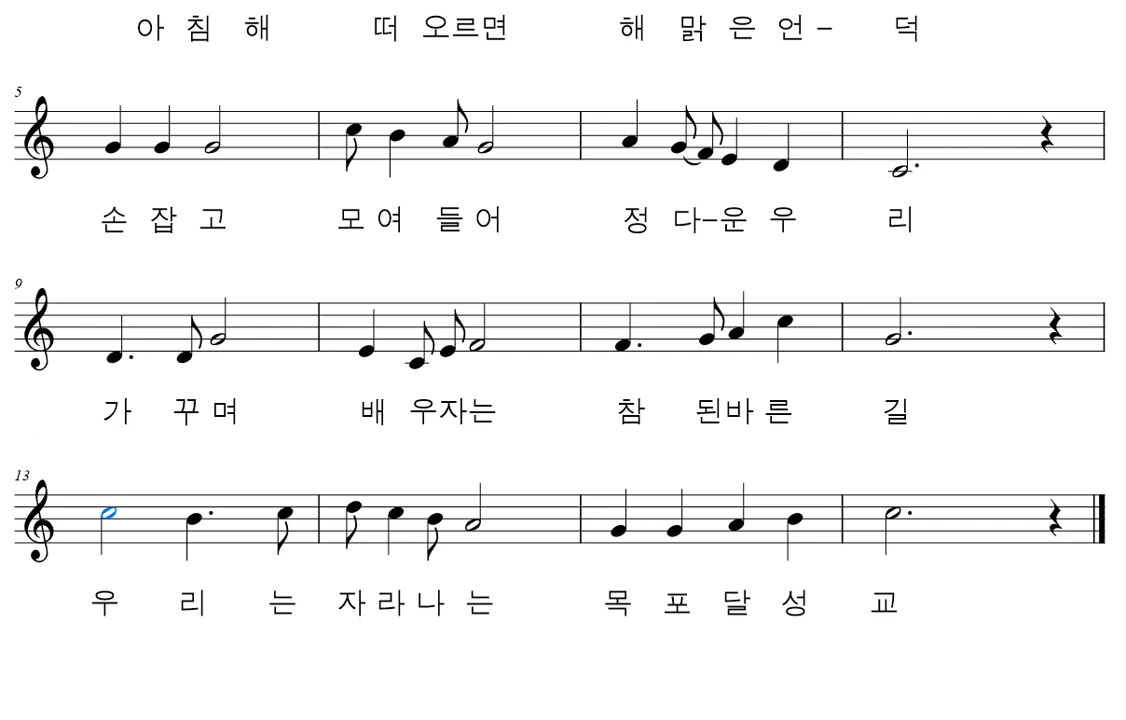 아 침 해 떠 오르면 해 맑 은 언 - 덕
5
손 잡 고 모 여 들 어 정 다-운 우 리
9
가 꾸 며 배 우자는 참 된바 른 길
13
우 리 는 자 라 나 는 목 포 달 성 교